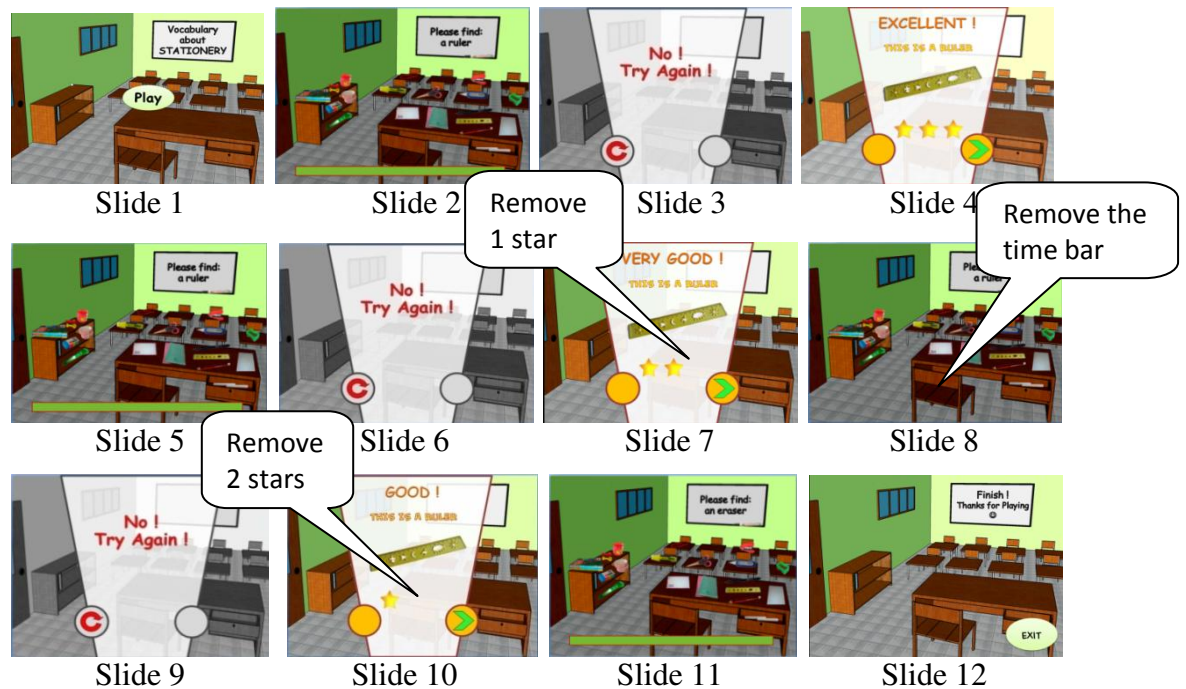 Vocabulary
about
STATIONERY
Play
Please find:
a ruler
No !
Try Again !
EXCELLENT !
THIS IS A RULER
Slide 1
Slide 2
Slide 3
Slide 4
Remove
1 star
Remove the
time bar
Please find:
a ruler
No !
Try Again !
VERY GOOD !
THIS IS A RULER
a ruler
Slide 5
Slide 6
Slide 7
Slide 8
Remove
2 stars
No !
Try Again !
GOOD !
THIS IS A RULER
Please find:
an eraser
Finish !
Thanks for Playing
☺
EXIT
Slide 9
Slide 10
Slide 11
Slide 12